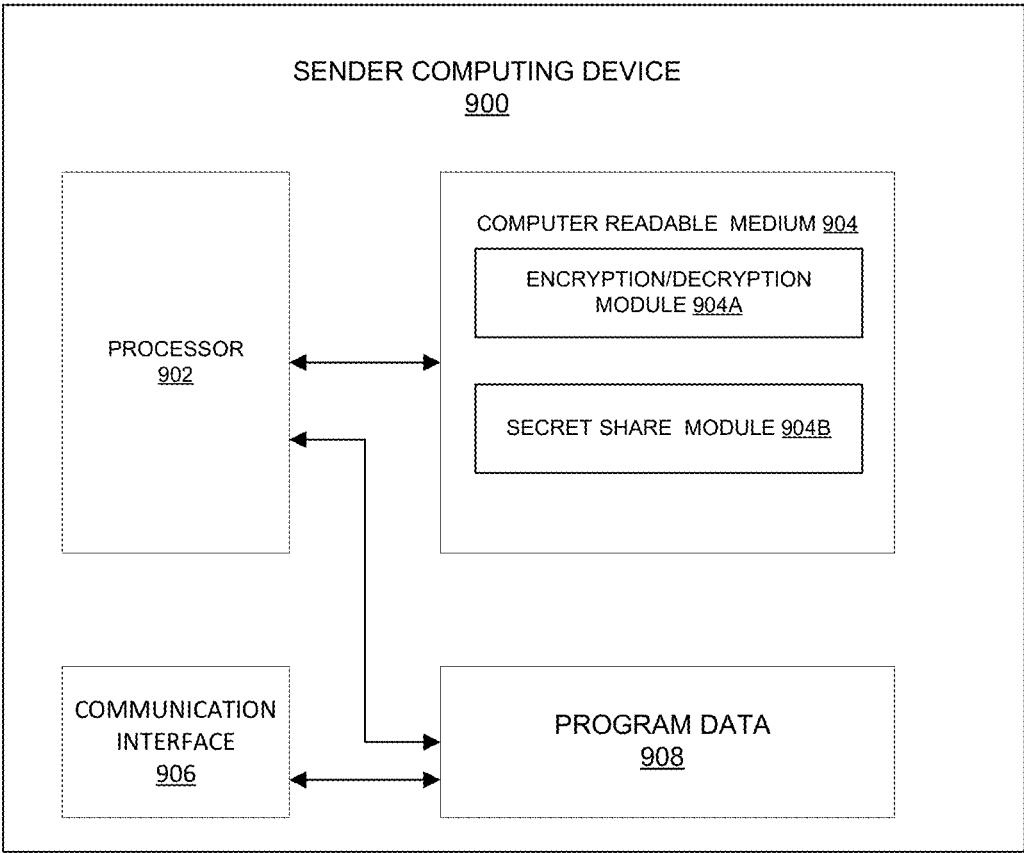 SENDER COMPUTING DEVICE
900
PROCESSOR
902
COMPUTER READABLE MEDIUM 904
ENCRYPTION/DECRYPTION
MODULE 904A
SECRET SHARE MODULE 904B
COMMUNICATION
INTERFACE
906
PROGRAM DATA
908